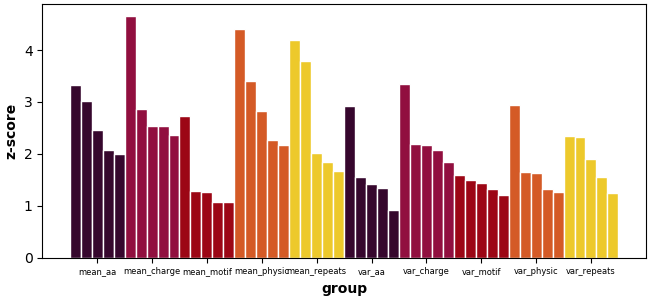 z-score
4
3
2
1
0
mean_aa mean_charge mean_motif mean_physic mean_repeats var_aa var_charge var_motif var_physic var_repeats
group